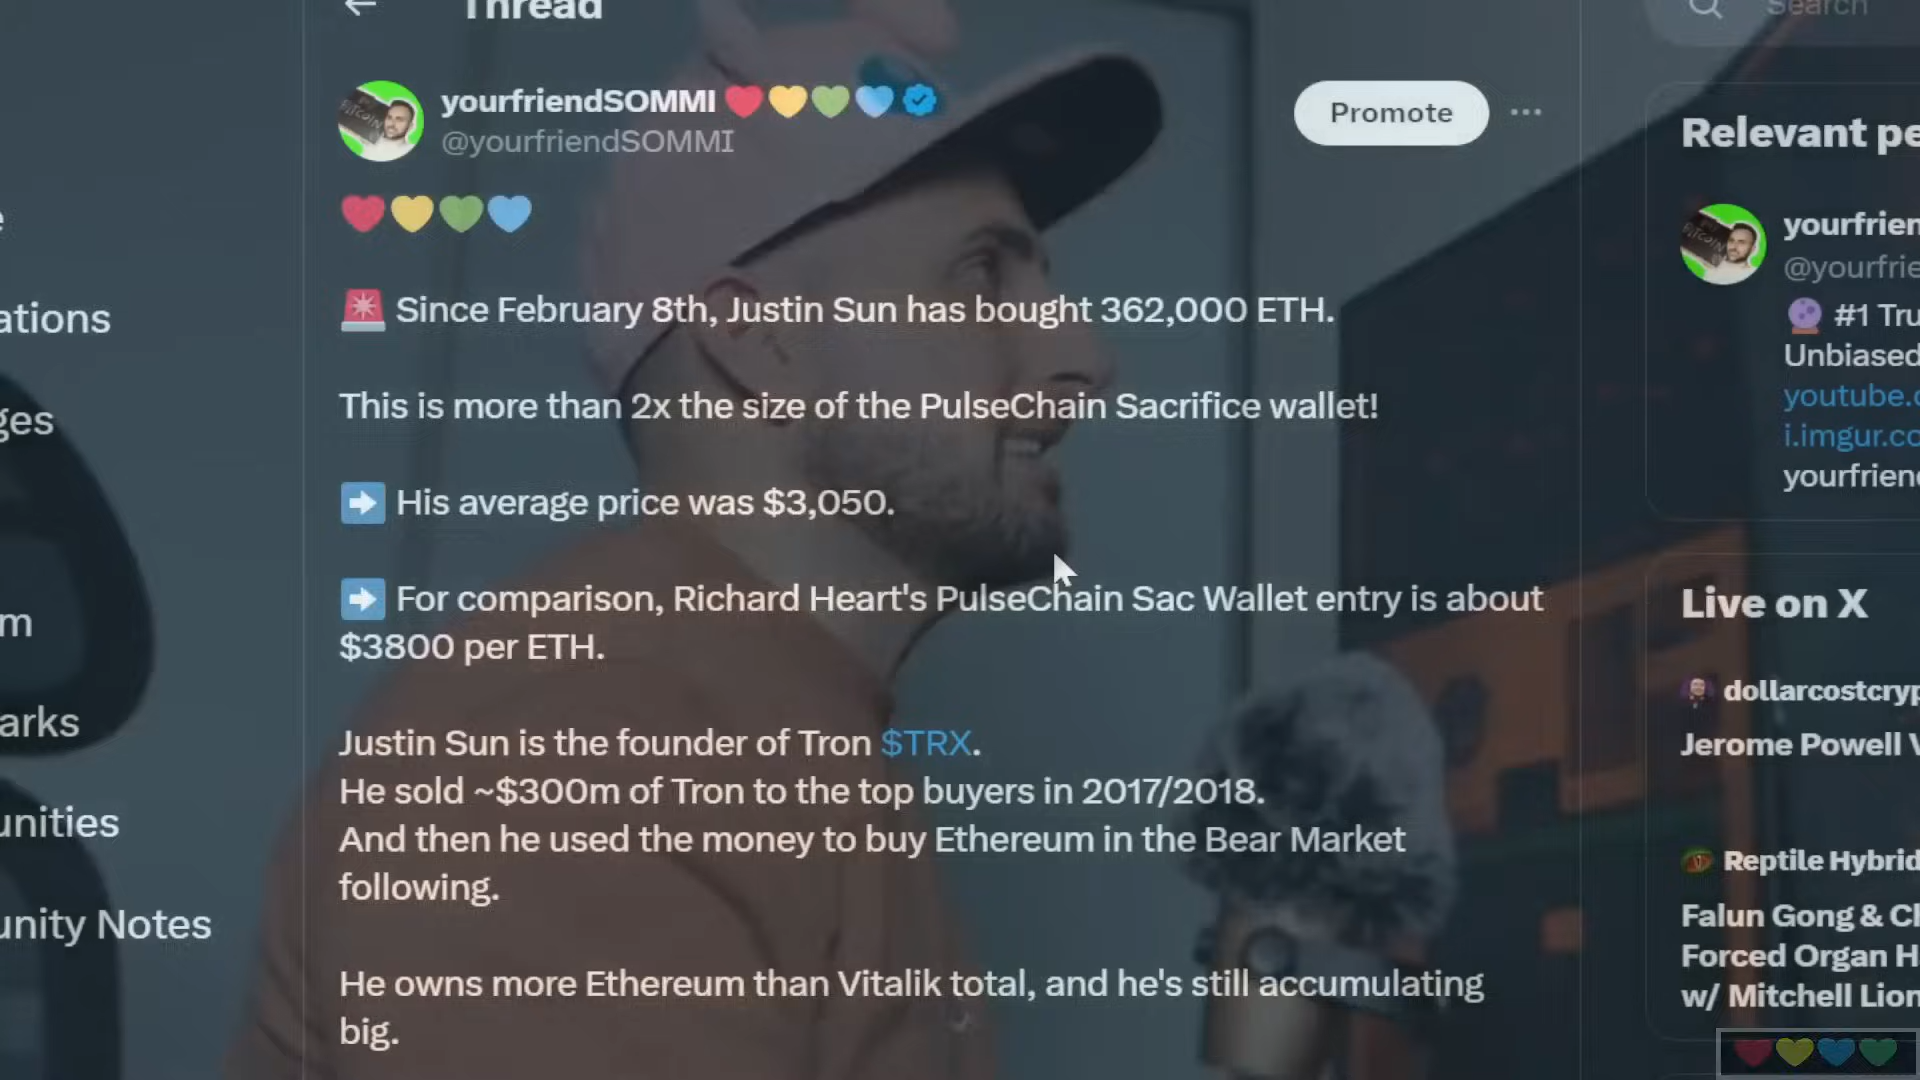 Thread
Search
yourfriendSOMMI
@yourfriendSOMMI
Promote
Since February 8th, Justin Sun has bought 362,000 ETH.
This is more than 2x the size of the PulseChain Sacrifice wallet!
His average price was $3,050.
For comparison, Richard Heart's PulseChain Sac Wallet entry is about
$3800 per ETH.
Justin Sun is the founder of Tron $TRX.
He sold ~$300m of Tron to the top buyers in 2017/2018.
And then he used the money to buy Ethereum in the Bear Market
following.
He owns more Ethereum than Vitalik total, and he's still accumulating
big.
e
ations
ges
m
arks
unities
unity Notes
Relevant pe
yourfrien
@yourfrie
#1 Tru
Unbiased
youtube.c
i.imgur.co
yourfriend
Live on X
dollarcostcryp
Jerome Powell V
Reptile Hybrid
Falun Gong & Cl
Forced Organ H
w/ Mitchell Lion